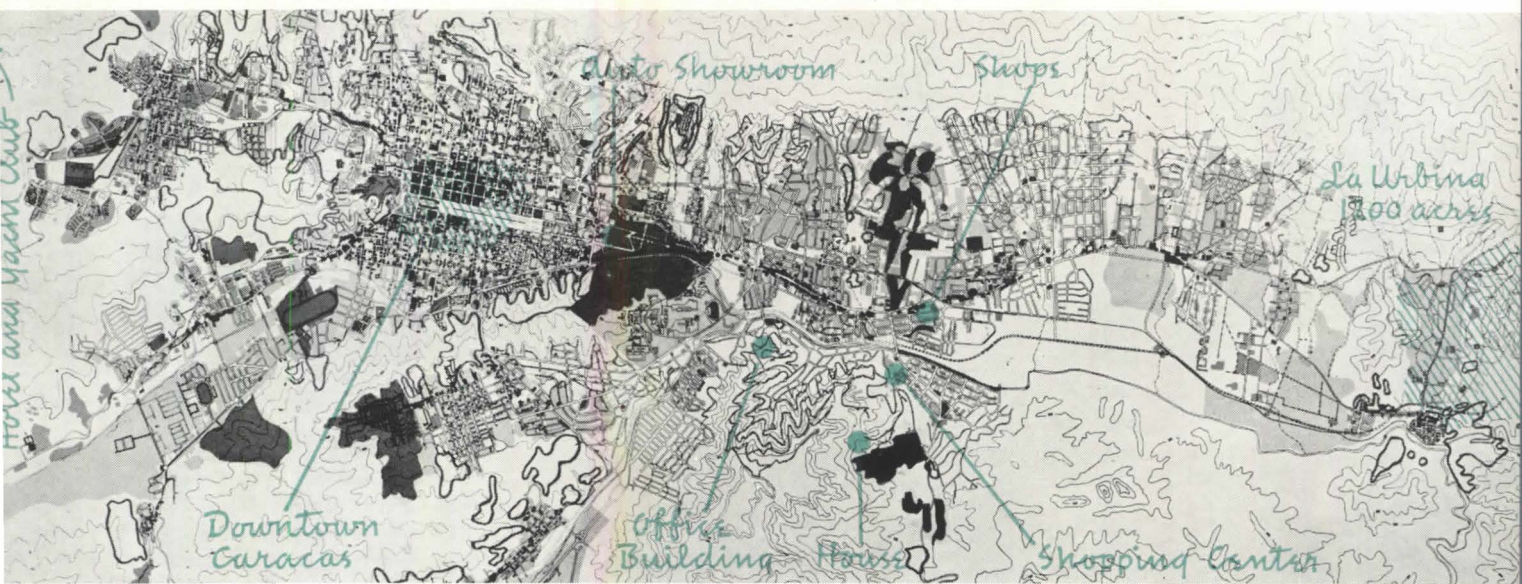 Hotel and Yacht Club
Auto Showroom
Shops
La Urbina
1200 acres
Downtown
Caracas
Office
Building
House
Shopping Center